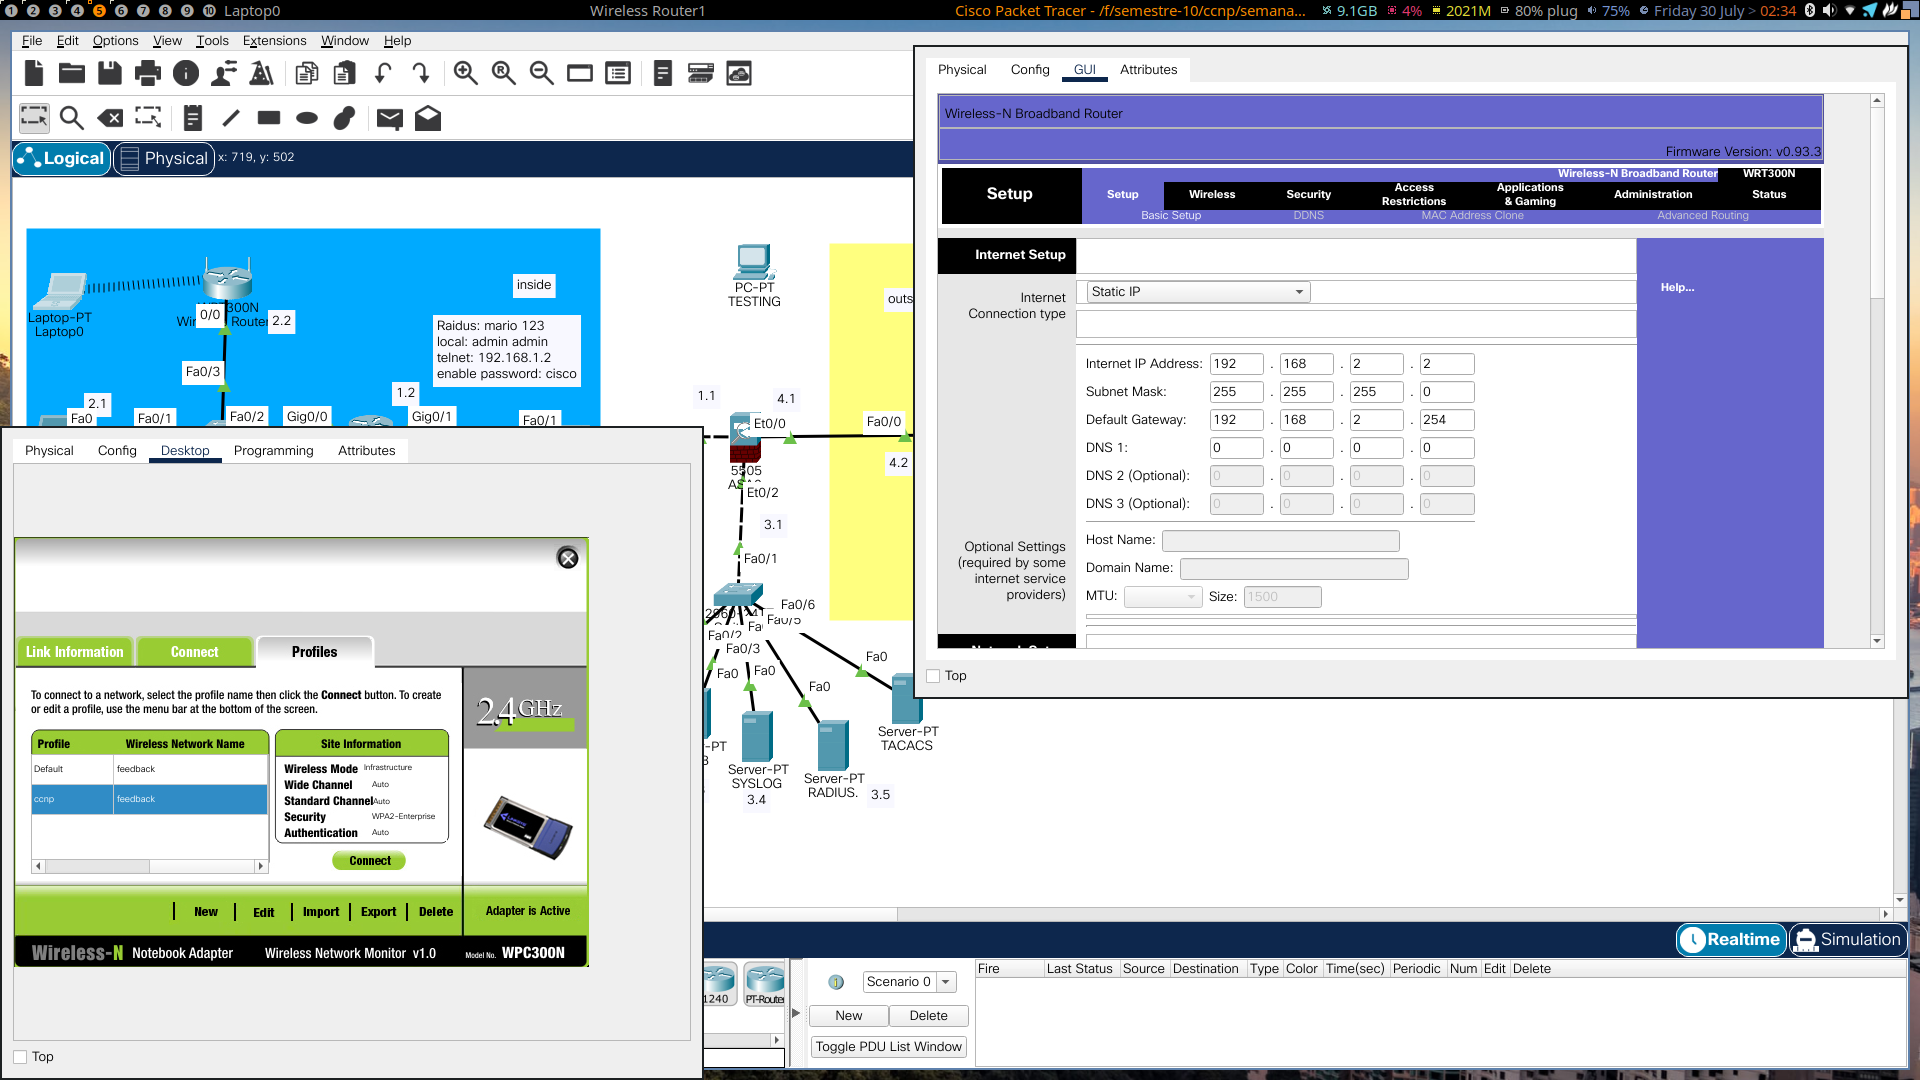 1 2 3 4 5 6 7 8 9 10 Laptop0
Wireless Router1
Cisco Packet Tracer - /f/semestre-10/ccnp/semana...
9.1GB 4% 2021M 80% plug 75% Friday 30 July > 02:34
File Edit Options View Tools Extensions Window Help
Logical Physical x: 719, y: 502
inside
Laptop-PT
Laptop0
0/0
2.2
Raidus: mario 123
local: admin admin
telnet: 192.168.1.2
enable password: cisco
Fa0/3
2.1
1.2
Fa0 Fa0/1 Fa0/2 Gig0/0 Gig0/1 Fa0/1
PC-PT
TESTING
outs
1.1
4.1
Et0/0
Fa0/0
4.2
5505
Et0/2
3.1
Fa0/1
Fa0/6
Fa0/5
Fa0/2
Fa0/3
Fa0
Fa0
Fa0
Fa0
Server-PT
TACACS
Server-PT
SYSLOG
3.4
Server-PT
RADIUS.
3.5
Physical Config GUI Attributes
Wireless-N Broadband Router
Firmware Version: v0.93.3
Wireless-N Broadband Router WRT300N
Setup
Setup Wireless Security Access Restrictions Applications & Gaming Administration Status
Basic Setup DDNS MAC Address Clone Advanced Routing
Internet Setup
Internet
Connection type
Static IP
Help...
Internet IP Address: 192 . 168 . 2 . 2
Subnet Mask: 255 . 255 . 255 . 0
Default Gateway: 192 . 168 . 2 . 254
DNS 1: 0 . 0 . 0 . 0
DNS 2 (Optional): 0 . 0 . 0 . 0
DNS 3 (Optional): 0 . 0 . 0 . 0
Optional Settings
(required by some
internet service
providers)
Host Name:
Domain Name:
MTU: Size: 1500
Top
Physical Config Desktop Programming Attributes
Link Information Connect Profiles
To connect to a network, select the profile name then click the Connect button. To create
or edit a profile, use the menu bar at the bottom of the screen.
2.4GHz
Profile Wireless Network Name
Default feedback
ccnp feedback
Site Information
Wireless Mode Infrastructure
Wide Channel Auto
Standard Channel Auto
Security WPA2-Enterprise
Authentication Auto
Connect
New Edit Import Export Delete
Adapter is Active
Wireless-N Notebook Adapter Wireless Network Monitor v1.0 Model No. WPC300N
Top
Realtime Simulation
1240 PT-Router
Scenario 0
New Delete
Toggle PDU List Window
Fire Last Status Source Destination Type Color Time(sec) Periodic Num Edit Delete